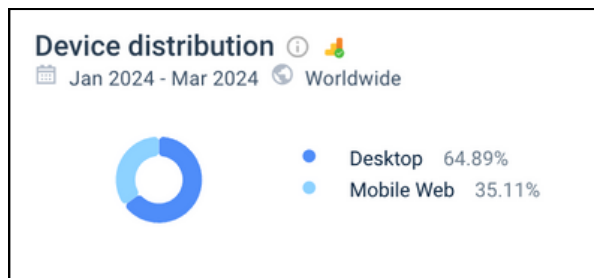 Device distribution
Jan 2024 - Mar 2024 Worldwide
Desktop 64.89%
Mobile Web 35.11%